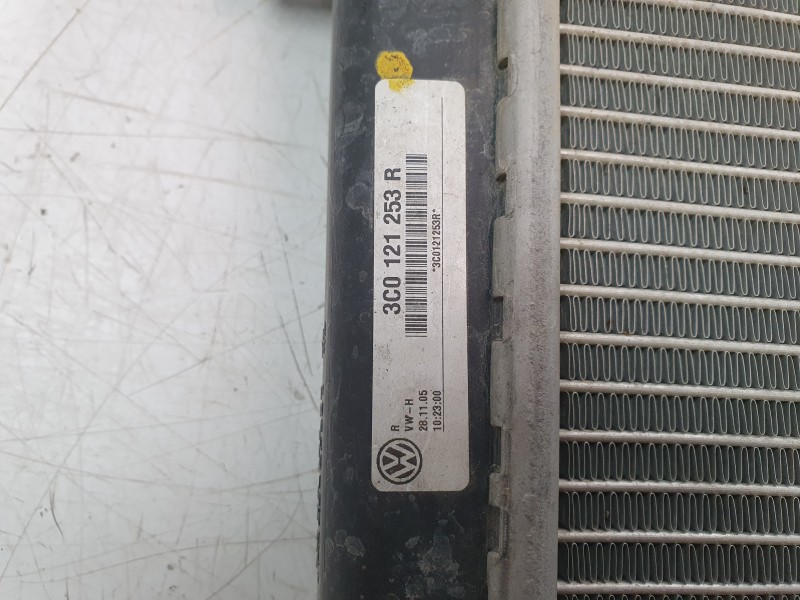 3C0 121 253 R
*3C0121253R*
R
VW-H
28.11.05
10:23:00